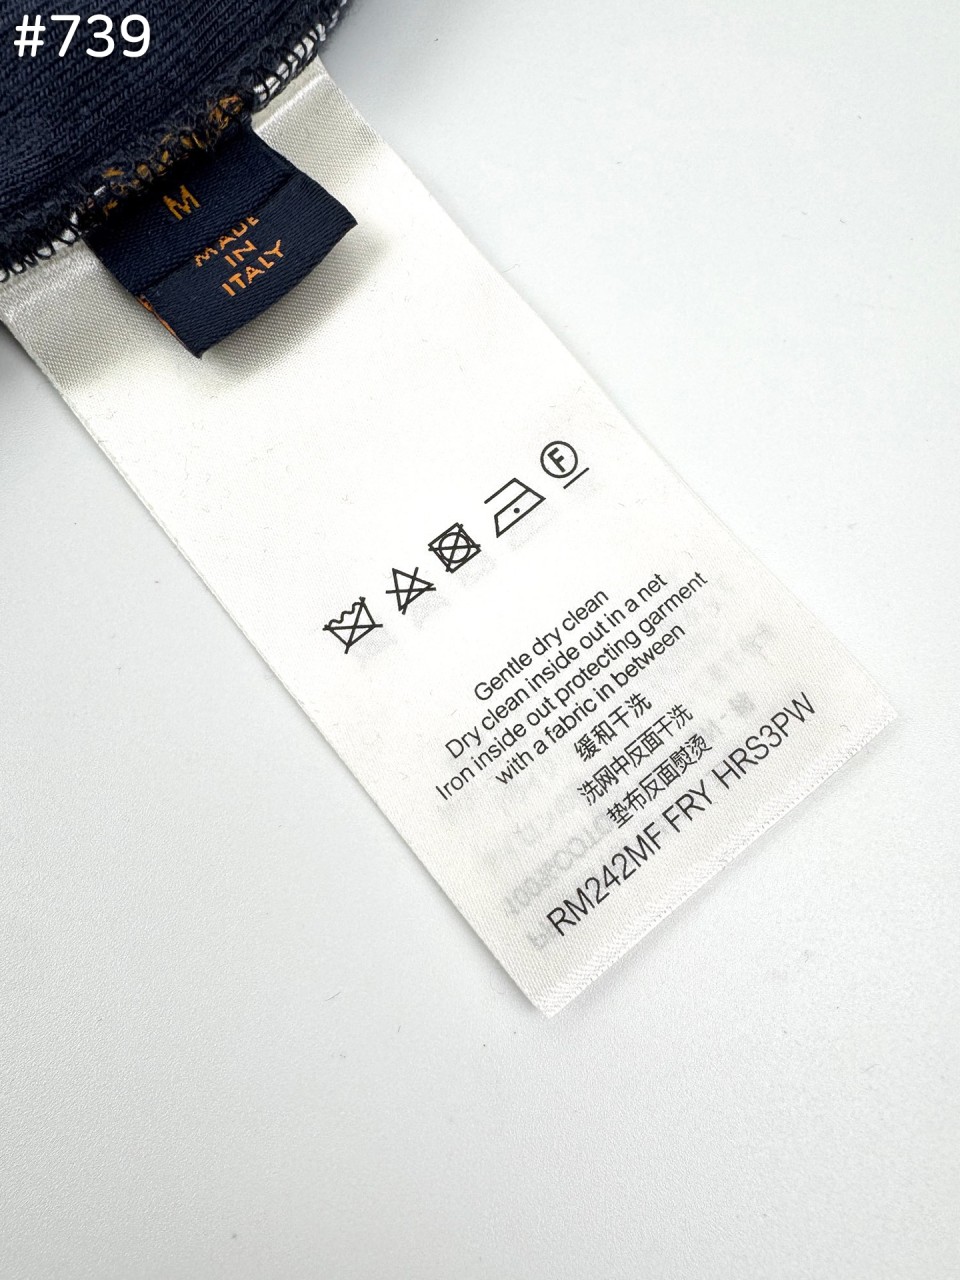 #739
M
MADE
IN
ITALY
F
Gentle dry clean
Dry clean inside out in a net
Iron inside out protecting garment
with a fabric in between
缓和干洗
洗网中反面干洗
垫布反面熨烫
RM242MF FRY HRS3PW